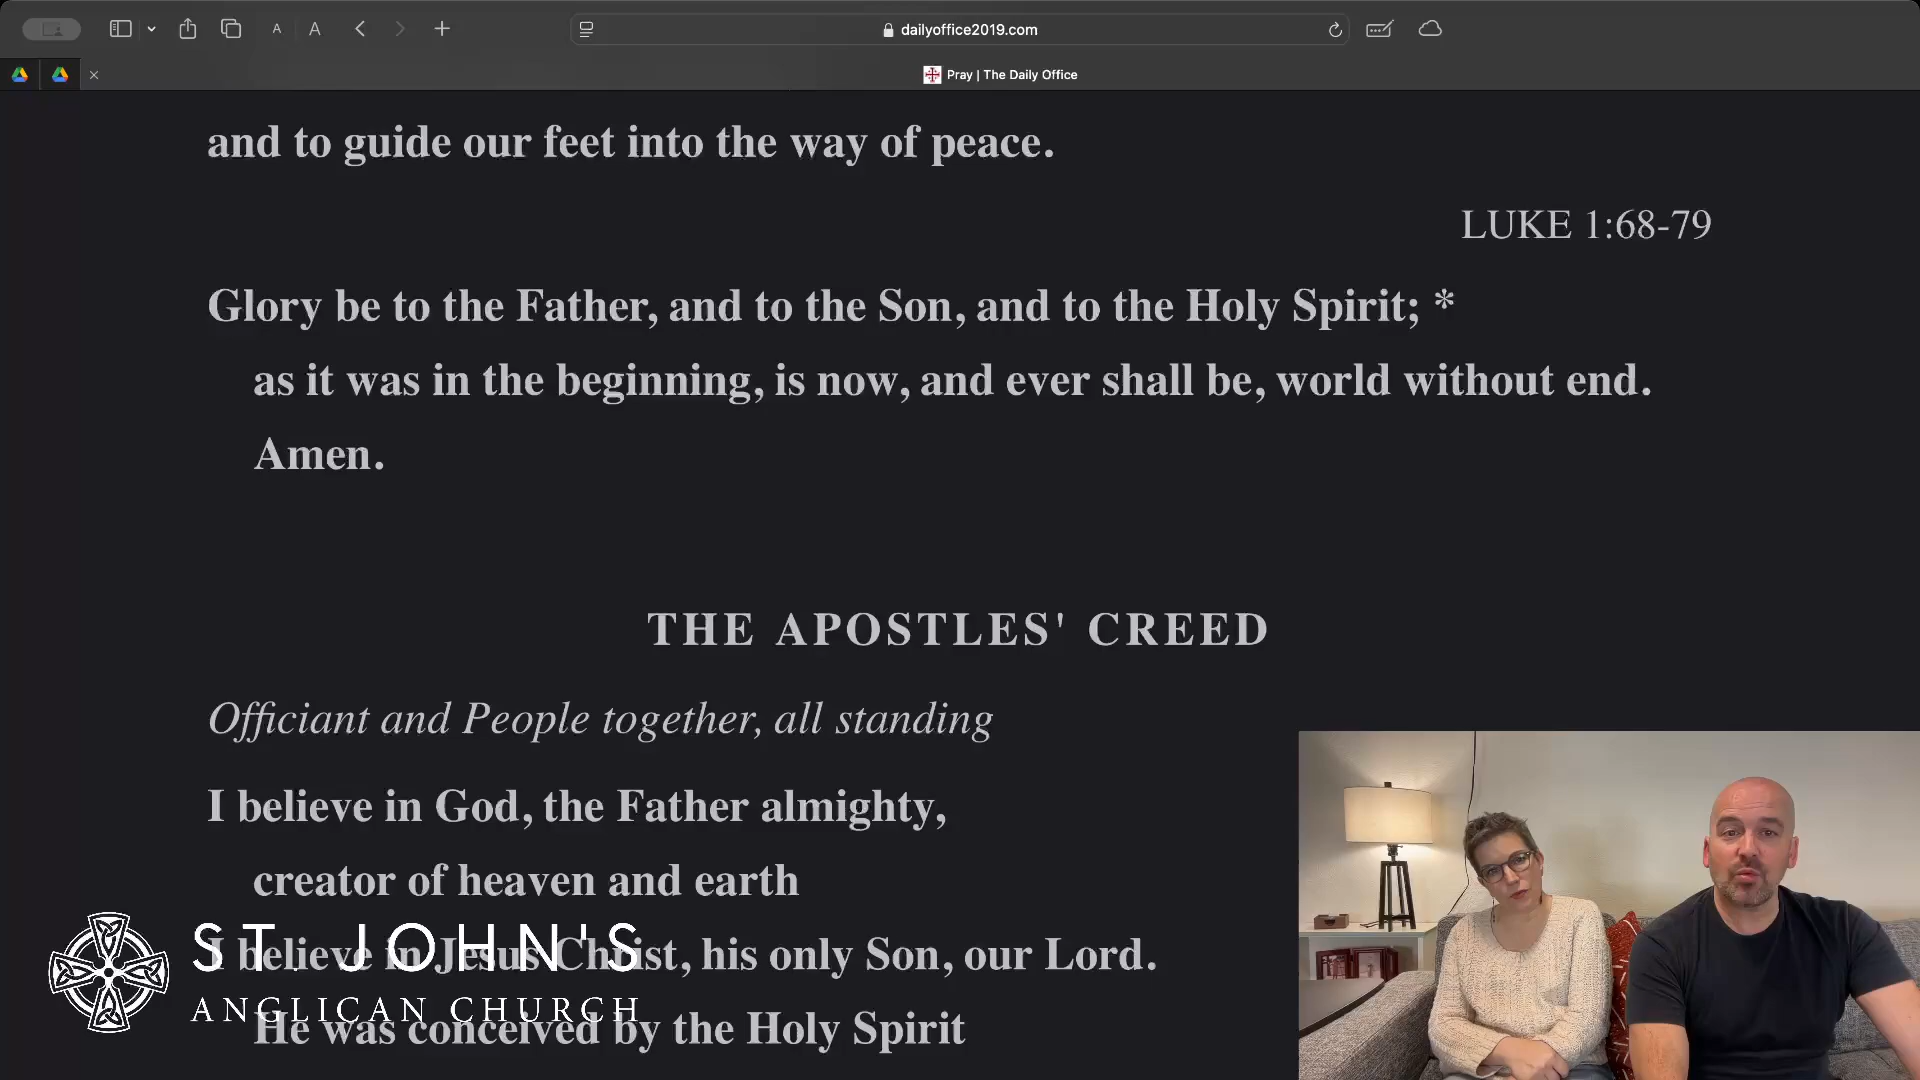 A A
dailyoffice2019.com
Pray | The Daily Office
and to guide our feet into the way of peace.
LUKE 1:68-79
Glory be to the Father, and to the Son, and to the Holy Spirit; *
as it was in the beginning, is now, and ever shall be, world without end.
Amen.
THE APOSTLES' CREED
Officiant and People together, all standing
I believe in God, the Father almighty,
creator of heaven and earth
I believe in Jesus Christ, his only Son, our Lord.
He was conceived by the Holy Spirit
ST. JOHN'S
ANGLICAN CHURCH